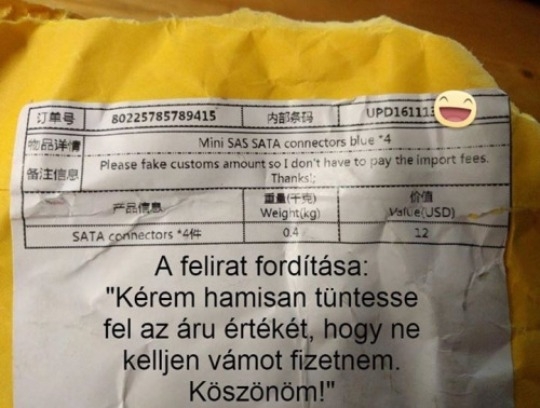 订单号 80225785789415 内部条码 UPD16111
物品详情 Mini SAS SATA connectors blue *4
备注信息 Please fake customs amount so I don't have to pay the import fees.
Thanks!;
产品信息 重量(千克) 价值
Weight(kg) Value(USD)
SATA connectors *4件 0.4 12
A felirat fordítása:
"Kérem hamisan tüntesse
fel az áru értékét, hogy ne
kelljen vámot fizetnem.
Köszönöm!"